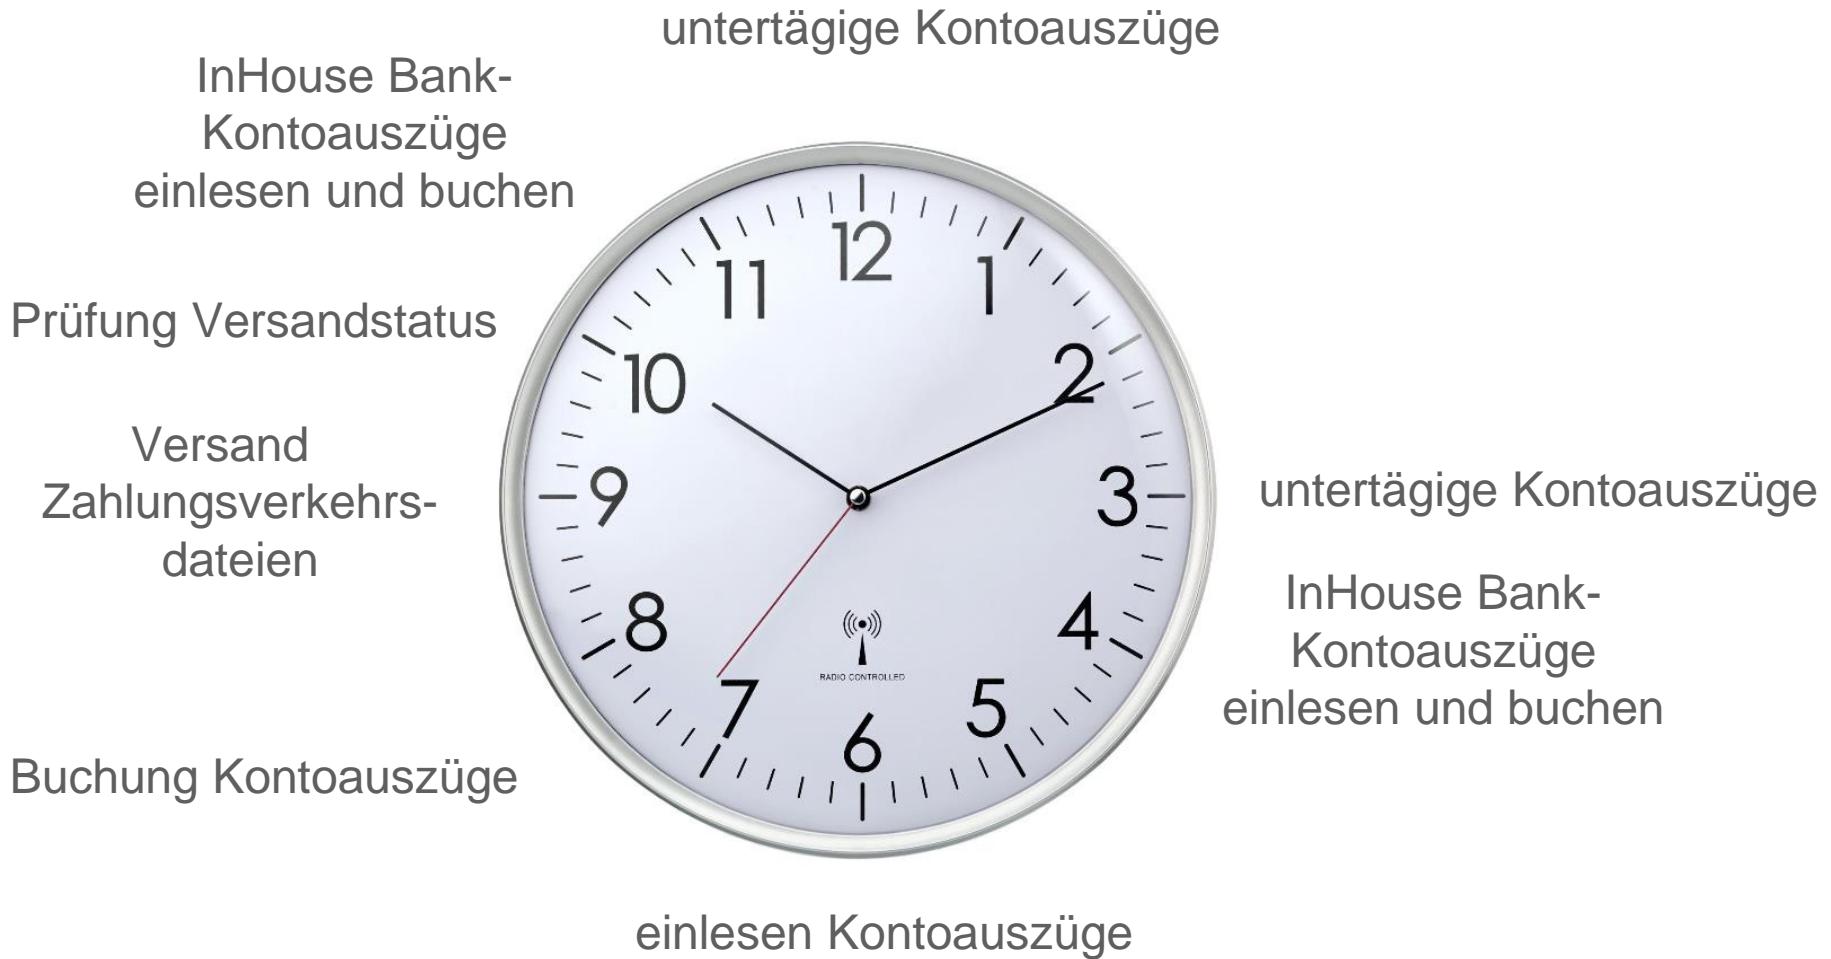 untertägige Kontoauszüge
InHouse Bank-
Kontoauszüge
einlesen und buchen
Prüfung Versandstatus
Versand
Zahlungsverkehrs-
dateien
Buchung Kontoauszüge
12
1
2
3
4
5
6
7
8
9
10
11
RADIO CONTROLLED
untertägige Kontoauszüge
InHouse Bank-
Kontoauszüge
einlesen und buchen
einlesen Kontoauszüge